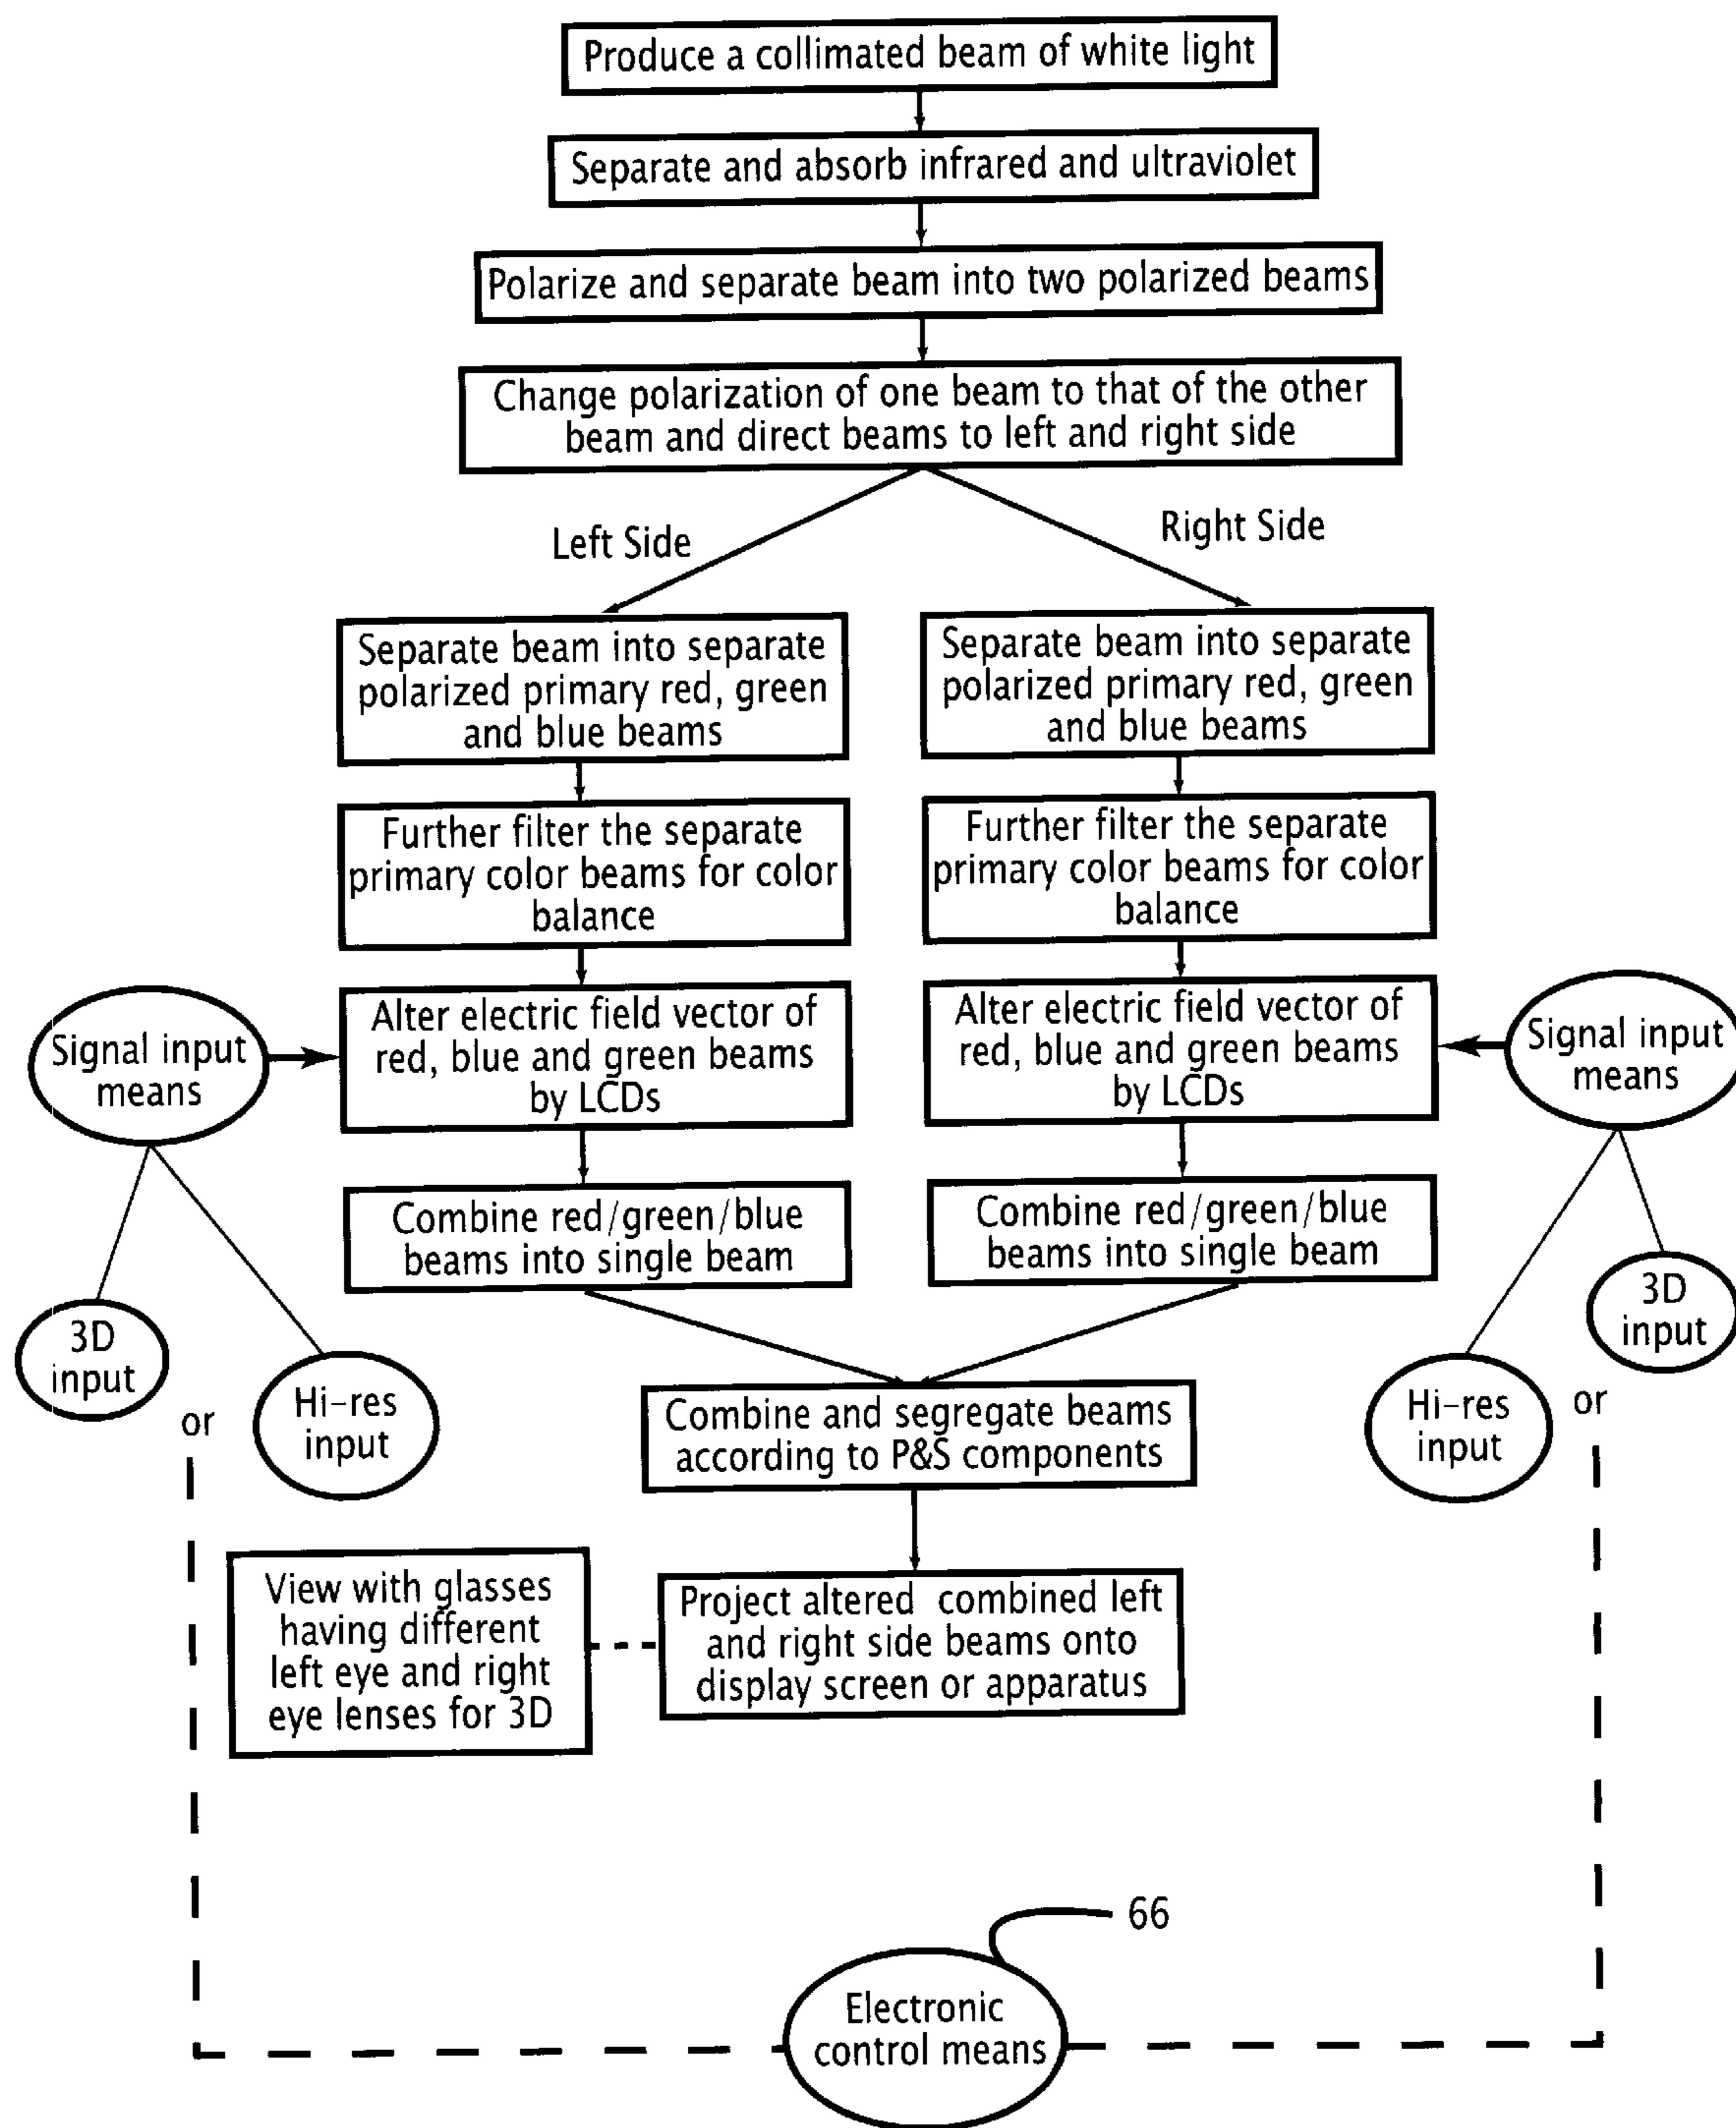 Produce a collimated beam of white light
Separate and absorb infrared and ultraviolet
Polarize and separate beam into two polarized beams
Change polarization of one beam to that of the other
beam and direct beams to left and right side
Left Side
Right Side
Separate beam into separate
polarized primary red, green
and blue beams
Separate beam into separate
polarized primary red, green
and blue beams
Further filter the separate
primary color beams for color
balance
Further filter the separate
primary color beams for color
balance
Signal input
means
Alter electric field vector of
red, blue and green beams
by LCDs
Alter electric field vector of
red, blue and green beams
by LCDs
Signal input
means
Combine red/green/blue
beams into single beam
Combine red/green/blue
beams into single beam
3D
input
or
Hi-res
input
Combine and segregate beams
according to P&S components
Hi-res
input
or
3D
input
View with glasses
having different
left eye and right
eye lenses for 3D
Project altered combined left
and right side beams onto
display screen or apparatus
66
Electronic
control means